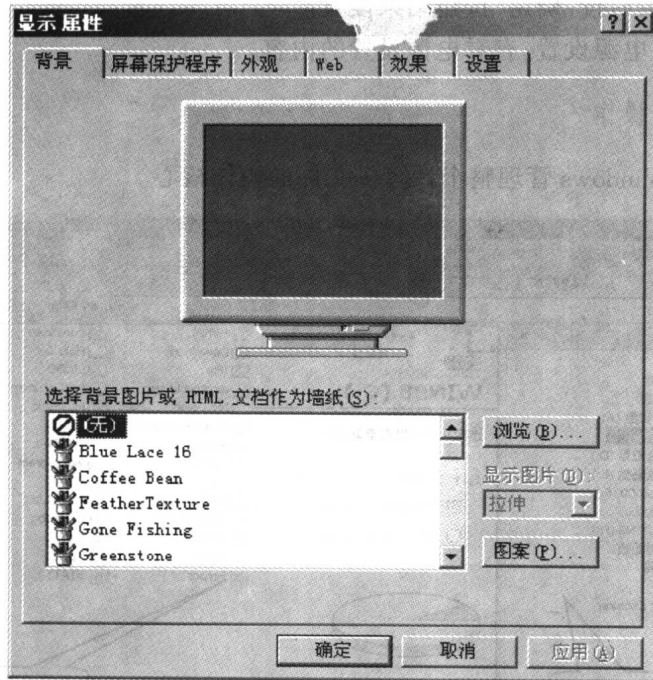 显示 属性
背景 屏幕保护程序 外观 Web 效果 设置
选择背景图片或 HTML 文档作为墙纸(S):
(无)
Blue Lace 16
Coffee Bean
FeatherTexture
Gone Fishing
Greenstone
浏览(B)...
显示图片(D):
拉伸
图案(P)...
确定 取消 应用(A)